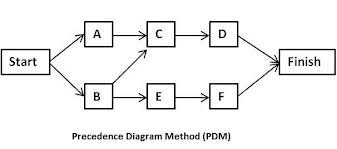 A C D
Start Finish
B E F
Precedence Diagram Method (PDM)